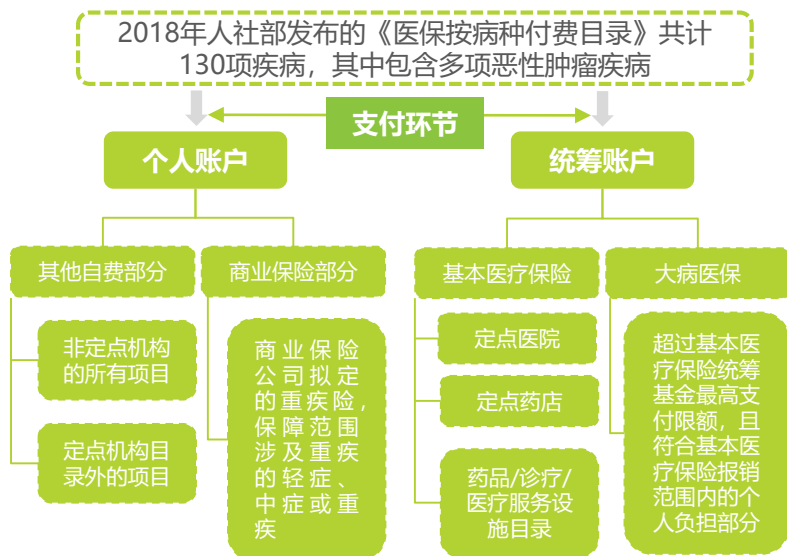 2018年人社部发布的《医保按病种付费目录》共计
130项疾病，其中包含多项恶性肿瘤疾病
支付环节
个人账户
统筹账户
其他自费部分
商业保险部分
基本医疗保险
大病医保
非定点机构
的所有项目
定点机构目
录外的项目
商业保险
公司拟定
的重疾险，
保障范围
涉及重疾
的轻症、
中症或重
疾
定点医院
定点药店
药品/诊疗/
医疗服务设
施目录
超过基本医
疗保险统筹
基金最高支
付限额，且
符合基本医
疗保险报销
范围内的个
人负担部分